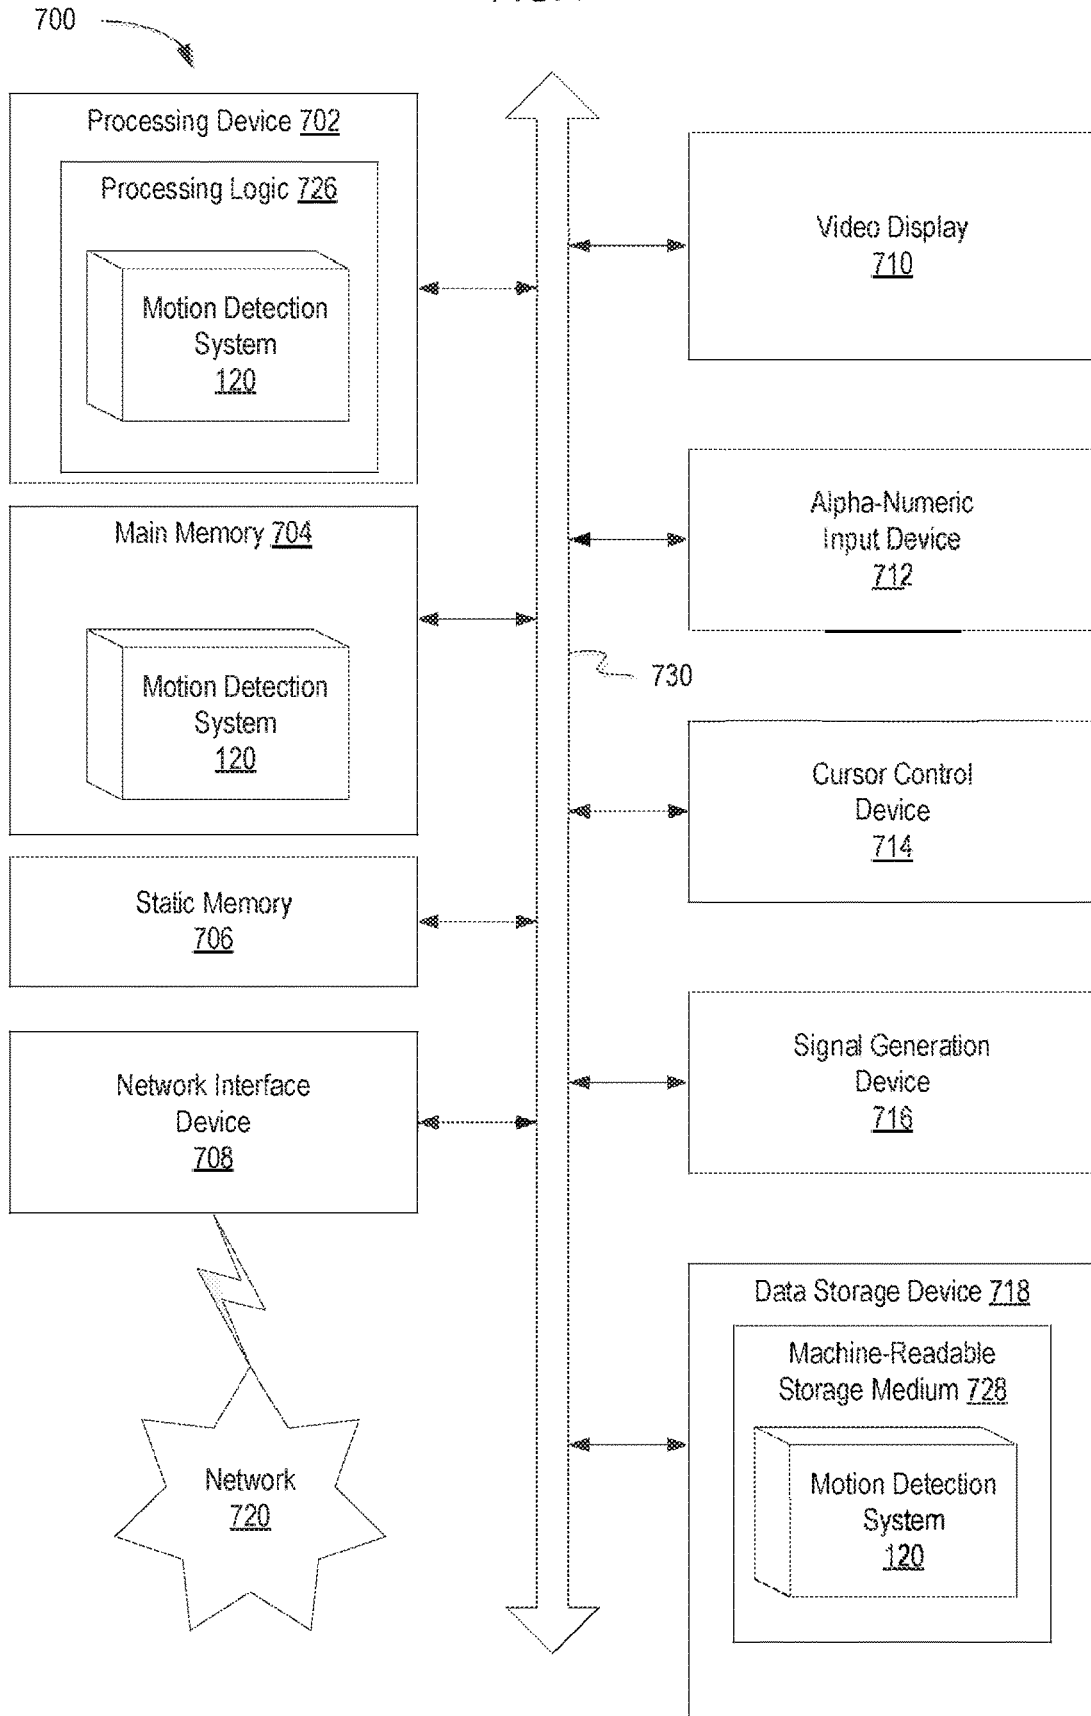 700
Processing Device 702
Processing Logic 726
Motion Detection
System
120
Main Memory 704
Motion Detection
System
120
Static Memory
706
Network Interface
Device
708
Network
720
730
Video Display
710
Alpha-Numeric
Input Device
712
Cursor Control
Device
714
Signal Generation
Device
716
Data Storage Device 718
Machine-Readable
Storage Medium 728
Motion Detection
System
120